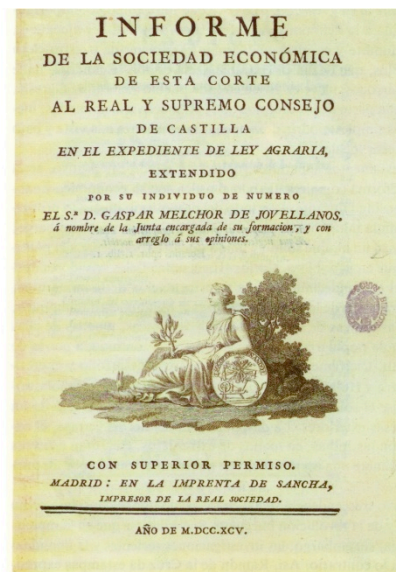 INFORME
DE LA SOCIEDAD ECONÓMICA
DE ESTA CORTE
AL REAL Y SUPREMO CONSEJO
DE CASTILLA
EN EL EXPEDIENTE DE LEY AGRARIA,
EXTENDIDO
POR SU INDIVIDUO DE NUMERO
EL S.R D. GASPAR MELCHOR DE JOVELLANOS,
á nombre de la Junta encargada de su formacion, y con
arreglo á sus opiniones.
CON SUPERIOR PERMISO.
MADRID: EN LA IMPRENTA DE SANCHA,
IMPRESOR DE LA REAL SOCIEDAD.
AÑO DE M.DCC.XCV.